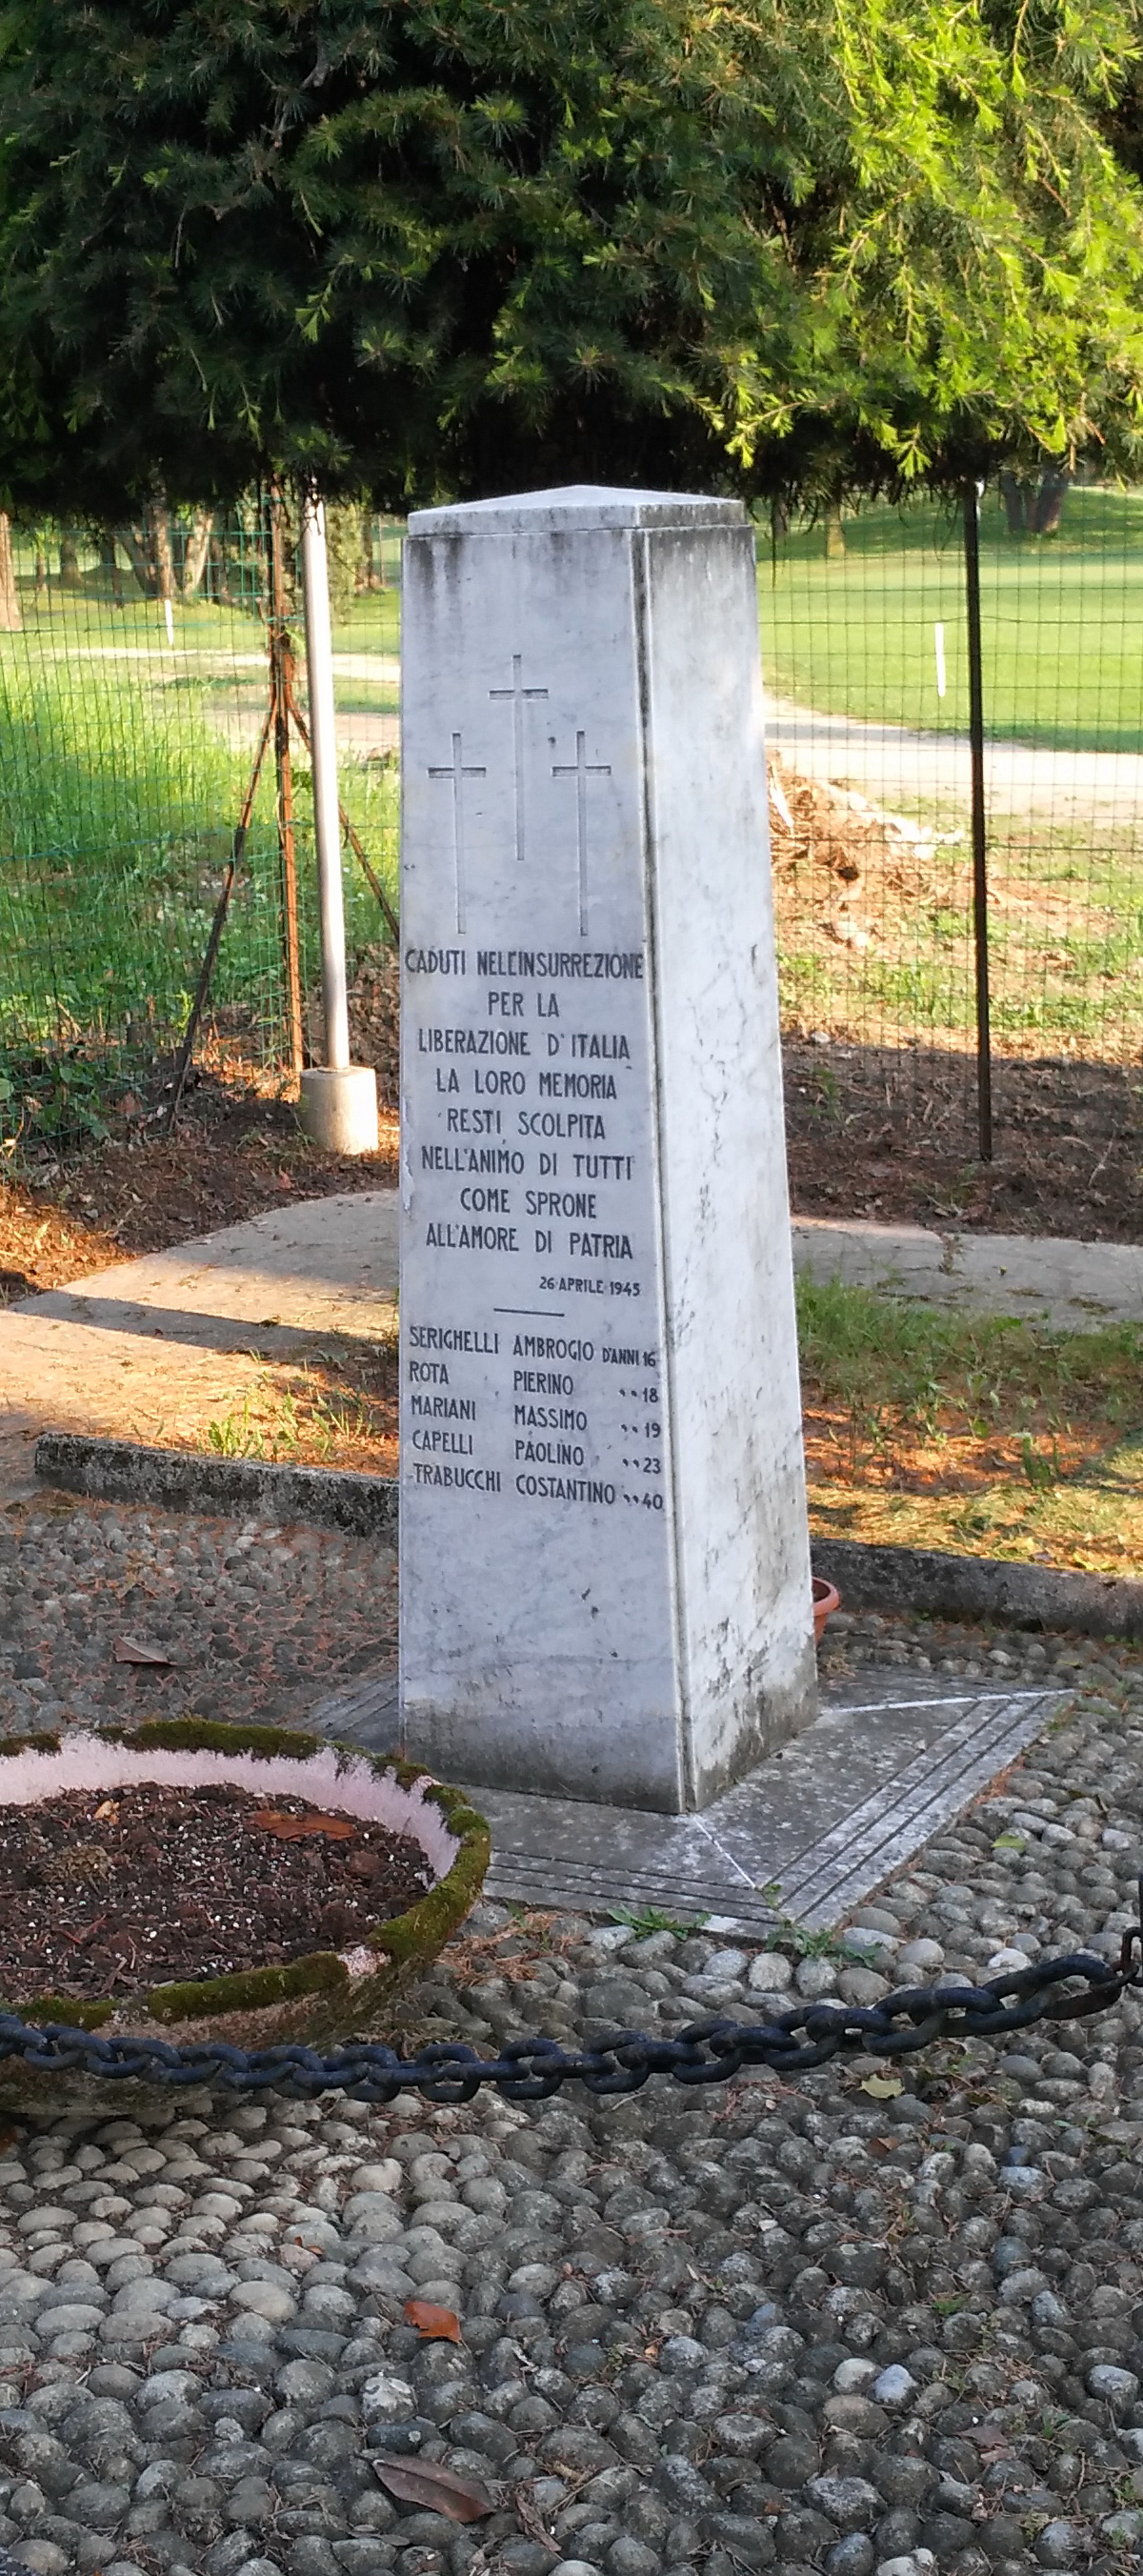 CADUTI NELL'INSURREZIONE
PER LA
LIBERAZIONE D'ITALIA
LA LORO MEMORIA
RESTI SCOLPITA
NELL'ANIMO DI TUTTI
COME SPRONE
ALL'AMORE DI PATRIA
26 APRILE 1945
SERIGHELLI AMBROGIO D'ANNI 16
ROTA PIERINO " 18
MARIANI MASSIMO " 19
CAPELLI PAOLINO " 23
TRABUCCHI COSTANTINO " 40